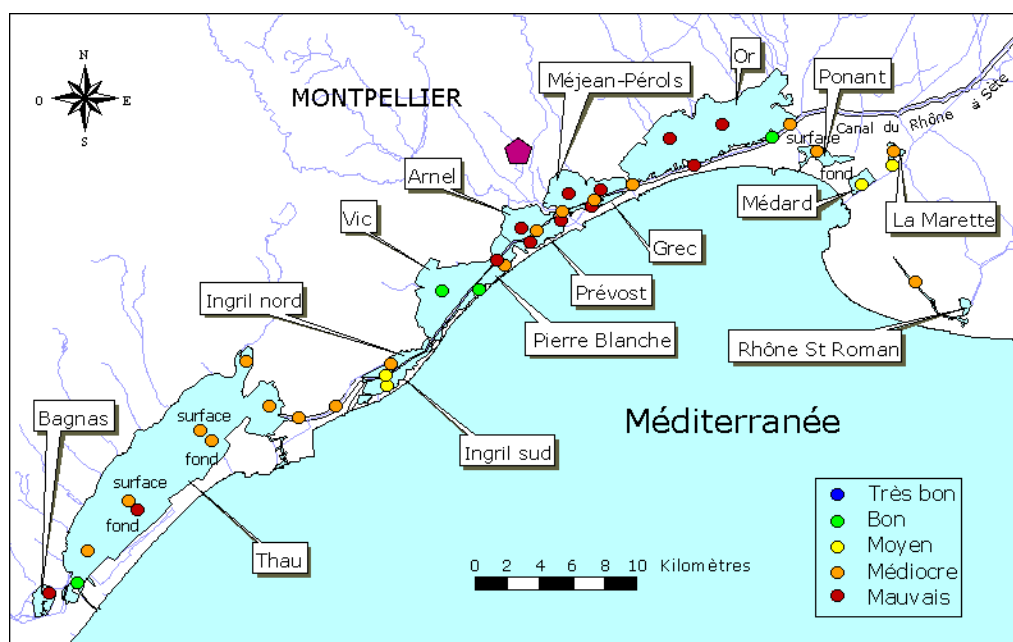 N
O E
S
MONTPELLIER
Méjean-Pérols
Or
Ponant
Canal du Rhône à Sète
surface
fond
Arnel
Médard
La Marette
Vic
Grec
Ingril nord
Prévost
Pierre Blanche
Rhône St Roman
Bagnas
surface
fond
Méditerranée
Ingril sud
surface
fond
Thau
0 2 4 6 8 10 Kilomètres
Très bon
Bon
Moyen
Médiocre
Mauvais